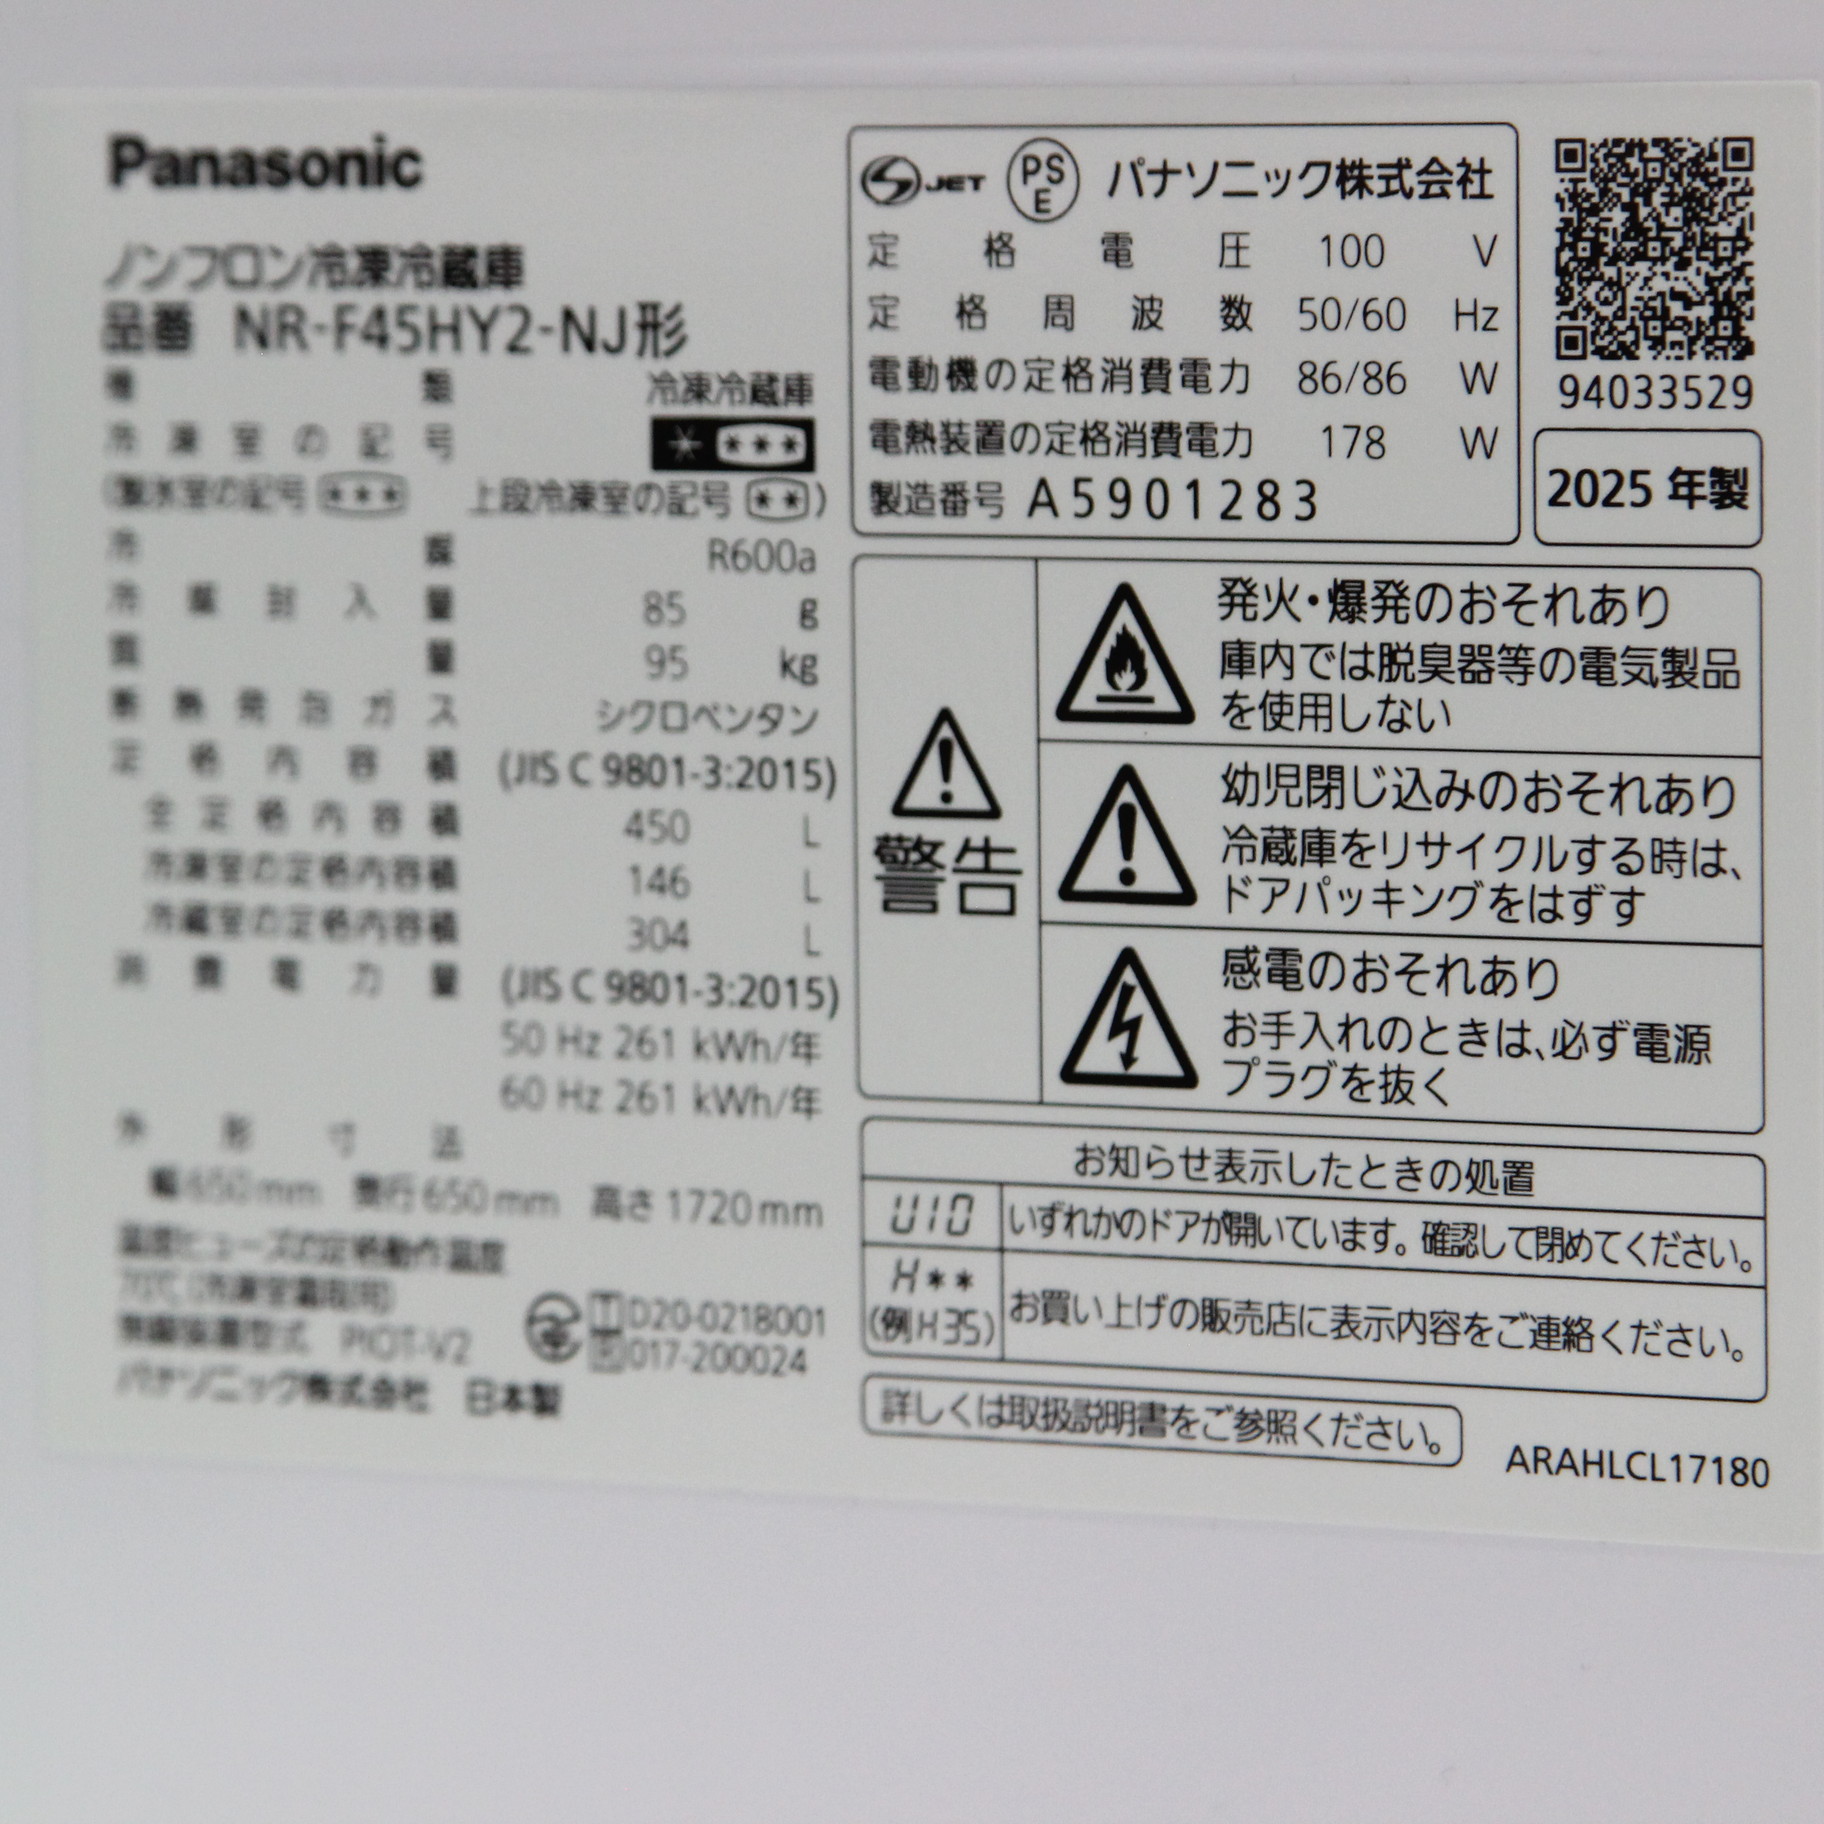 Panasonic
ノンフロン冷凍冷蔵庫
品番 NR-F45HY2-NJ形
種類 冷凍冷蔵庫
冷凍室の記号 * ***
(製氷室の記号 *** 上段冷凍室の記号 **)
冷媒 R600a
冷媒封入量 85 g
質量 95 kg
断熱発泡ガス シクロペンタン
定格内容積 (JIS C 9801-3:2015)
全定格内容積 450 L
冷凍室の定格内容積 146 L
冷蔵室の定格内容積 304 L
消費電力量 (JIS C 9801-3:2015)
50 Hz 261 kWh/年
60 Hz 261 kWh/年
外形寸法
幅650mm 奥行650mm 高さ1720mm
温度ヒューズの定格動作温度
70℃(冷凍室霜取用)
無線装置型式 PIOT-V2
T D20-0218001
R 017-200024
パナソニック株式会社 日本製
JET PSE パナソニック株式会社
定格電圧 100 V
定格周波数 50/60 Hz
電動機の定格消費電力 86/86 W
電熱装置の定格消費電力 178 W
製造番号 A5901283
94033529
2025年製
警告
発火・爆発のおそれあり
庫内では脱臭器等の電気製品
を使用しない
幼児閉じ込みのおそれあり
冷蔵庫をリサイクルする時は、
ドアパッキングをはずす
感電のおそれあり
お手入れのときは、必ず電源
プラグを抜く
お知らせ表示したときの処置
U10 いずれかのドアが開いています。確認して閉めてください。
H**
(例H35) お買い上げの販売店に表示内容をご連絡ください。
詳しくは取扱説明書をご参照ください。
ARAHLCL17180